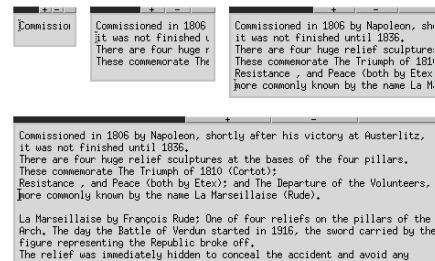 + -
Commissio
+ -
Commissioned in 1806
it was not finished u
There are four huge r
These commemorate The
+ -
Commissioned in 1806 by Napoleon, sho
it was not finished until 1836.
There are four huge relief sculptures
These commemorate The Triumph of 181
Resistance , and Peace (both by Etex
more commonly known by the name La M
+ -
Commissioned in 1806 by Napoleon, shortly after his victory at Austerlitz,
it was not finished until 1836.
There are four huge relief sculptures at the bases of the four pillars.
These commemorate The Triumph of 1810 (Cortot);
Resistance , and Peace (both by Etex); and The Departure of the Volunteers,
more commonly known by the name La Marseillaise (Rude).
La Marseillaise by François Rude; One of four reliefs on the pillars of the
Arch. The day the Battle of Verdun started in 1916, the sword carried by the
figure representing the Republic broke off.
The relief was immediately hidden to conceal the accident and avoid any